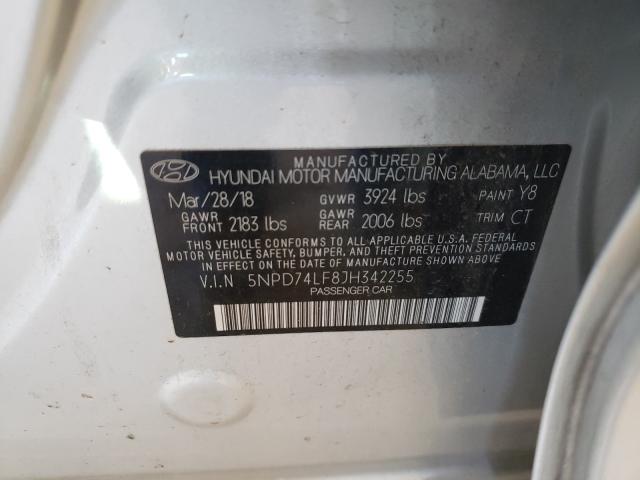 MANUFACTURED BY
HYUNDAI MOTOR MANUFACTURING ALABAMA, LLC
Mar/28/18 GVWR 3924 lbs PAINT Y8
GAWR FRONT 2183 lbs GAWR REAR 2006 lbs TRIM CT
THIS VEHICLE CONFORMS TO ALL APPLICABLE U.S.A. FEDERAL
MOTOR VEHICLE SAFETY, BUMPER, AND THEFT PREVENTION STANDARDS
IN EFFECT ON THE DATE OF MANUFACTURE SHOWN ABOVE.
V.I.N 5NPD74LF8JH342255
PASSENGER CAR